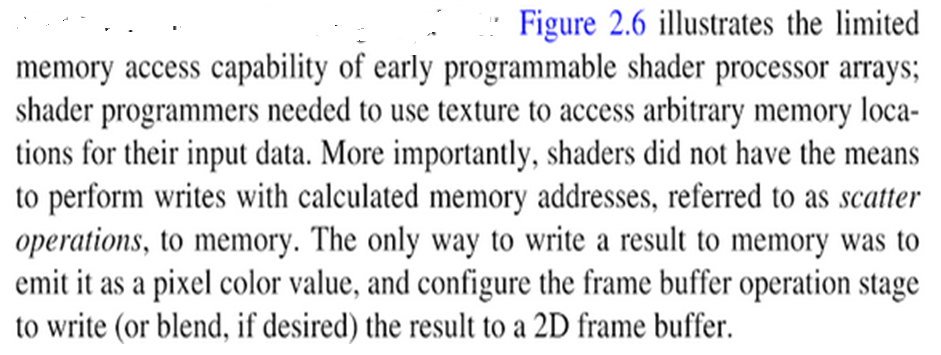 Figure 2.6 illustrates the limited
memory access capability of early programmable shader processor arrays;
shader programmers needed to use texture to access arbitrary memory loca-
tions for their input data. More importantly, shaders did not have the means
to perform writes with calculated memory addresses, referred to as scatter
operations, to memory. The only way to write a result to memory was to
emit it as a pixel color value, and configure the frame buffer operation stage
to write (or blend, if desired) the result to a 2D frame buffer.